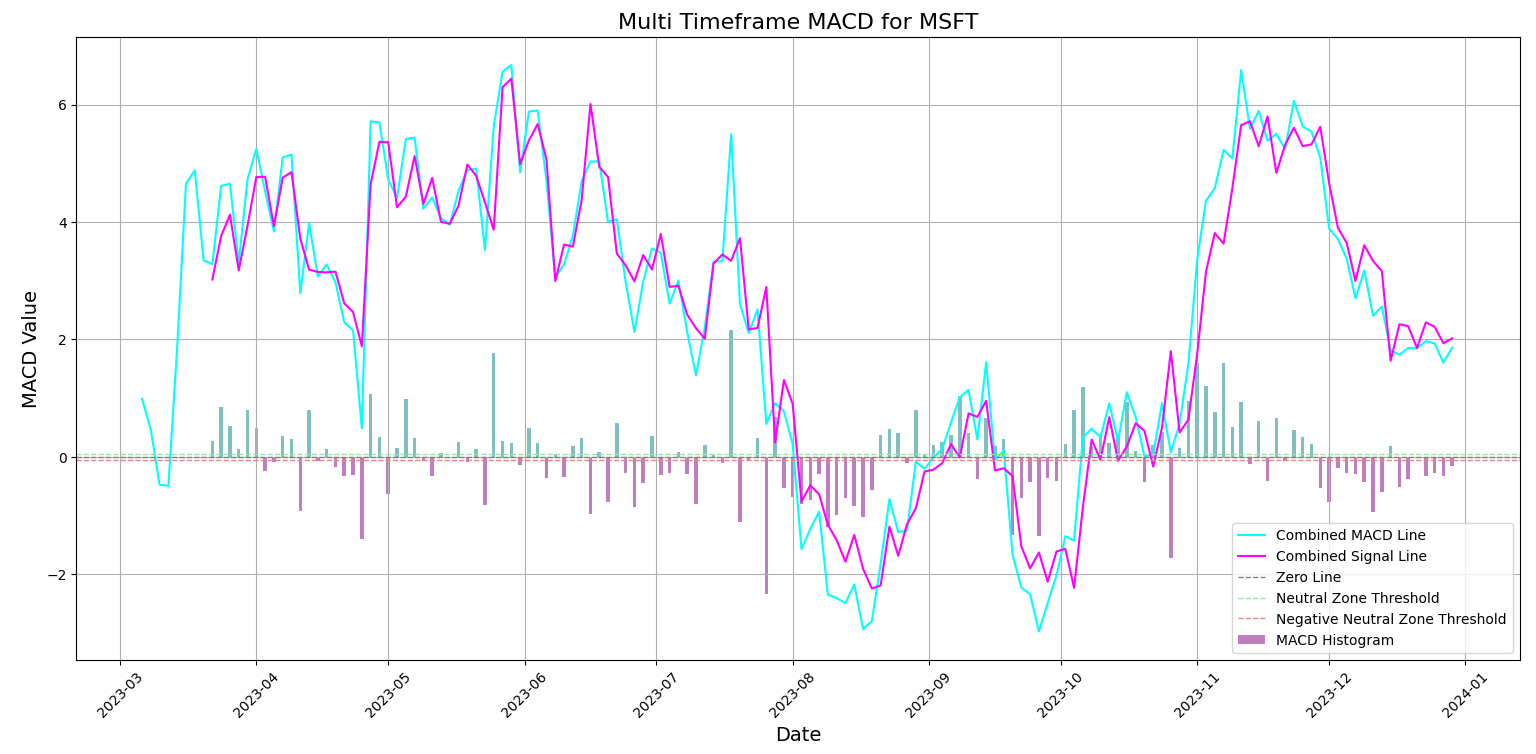 Multi Timeframe MACD for MSFT
MACD Value
6
4
2
0
−2
Combined MACD Line
Combined Signal Line
Zero Line
Neutral Zone Threshold
Negative Neutral Zone Threshold
MACD Histogram
2023-03
2023-04
2023-05
2023-06
2023-07
2023-08
2023-09
2023-10
2023-11
2023-12
2024-01
Date